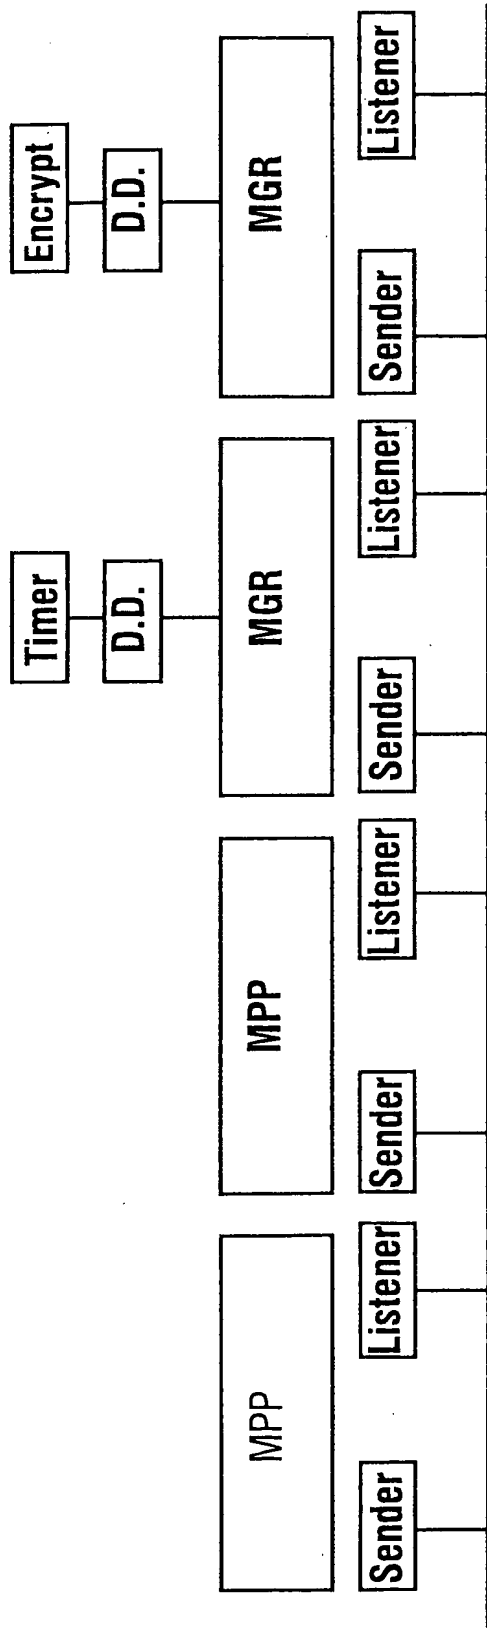 Timer
Encrypt
D.D.
D.D.
MPP
MPP
MGR
MGR
Sender
Listener
Sender
Listener
Sender
Listener
Sender
Listener